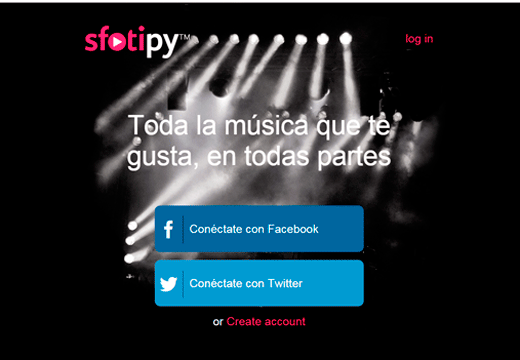 sfotipy™
log in
Toda la música que te
gusta, en todas partes
Conéctate con Facebook
Conéctate con Twitter
or Create account